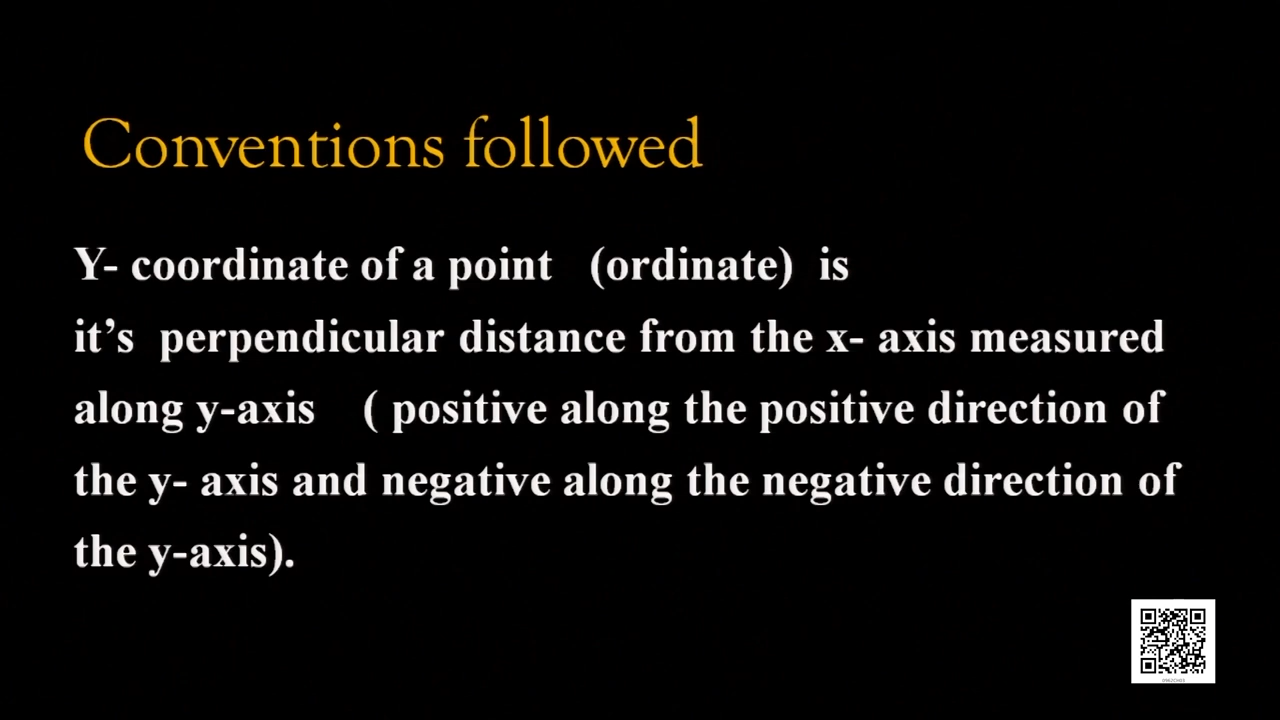 Conventions followed
Y- coordinate of a point (ordinate) is
it’s perpendicular distance from the x- axis measured
along y-axis ( positive along the positive direction of
the y- axis and negative along the negative direction of
the y-axis).